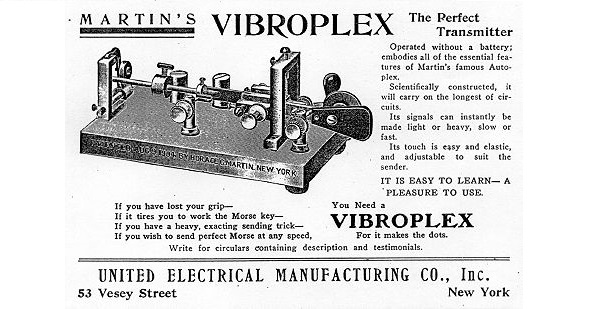 MARTIN'S VIBROPLEX The Perfect
Transmitter
Operated without a battery;
embodies all of the essential fea-
tures of Martin's famous Auto-
plex.
Scientifically constructed, it
will carry on the longest of cir-
cuits.
Its signals can instantly be
made light or heavy, slow or
fast.
Its touch is easy and elastic,
and adjustable to suit the
sender.
IT IS EASY TO LEARN—A
PLEASURE TO USE.
BY HORACE G. MARTIN, NEW YORK
If you have lost your grip—
If it tires you to work the Morse key—
If you have a heavy, exacting sending trick—
If you wish to send perfect Morse at any speed,
You Need a
VIBROPLEX
For it makes the dots.
Write for circulars containing description and testimonials.
UNITED ELECTRICAL MANUFACTURING CO., Inc.
53 Vesey Street New York